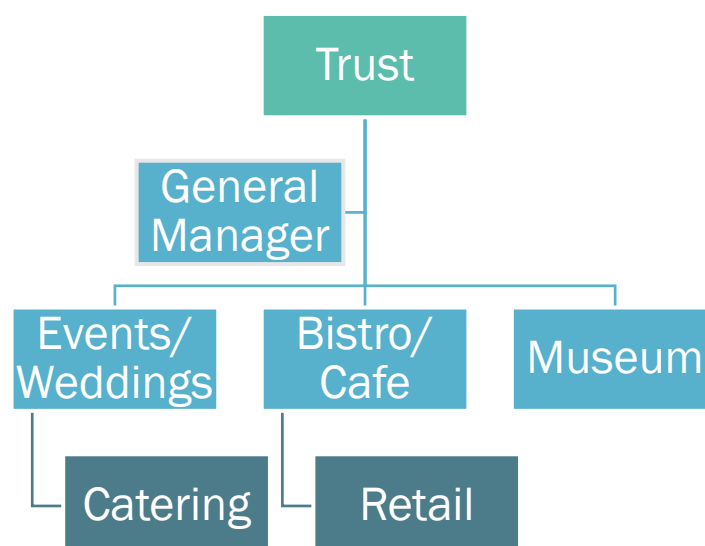 Trust
General
Manager
Events/
Weddings
Bistro/
Cafe
Museum
Catering
Retail